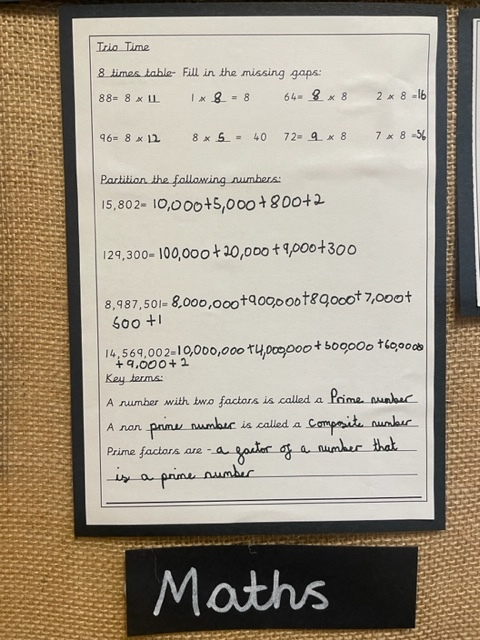 Trio Time
8 times table- Fill in the missing gaps:
88= 8 x 11 1 x 8 = 8 64= 8 x 8 2 x 8 =16
96= 8 x 12 8 x 5 = 40 72= 9 x 8 7 x 8 =56
Partition the following numbers:
15,802= 10,000+5,000+800+2
129,300= 100,000+20,000+9,000+300
8,987,501= 8,000,000+900,000+80,000+7,000+
500 +1
14,569,002=10,000,000+4,000,000+500,000+60,000
+9,000+2
Key terms:
A number with two factors is called a Prime number
A non prime number is called a composite number
Prime factors are - a factor of a number that
is a prime number
Maths